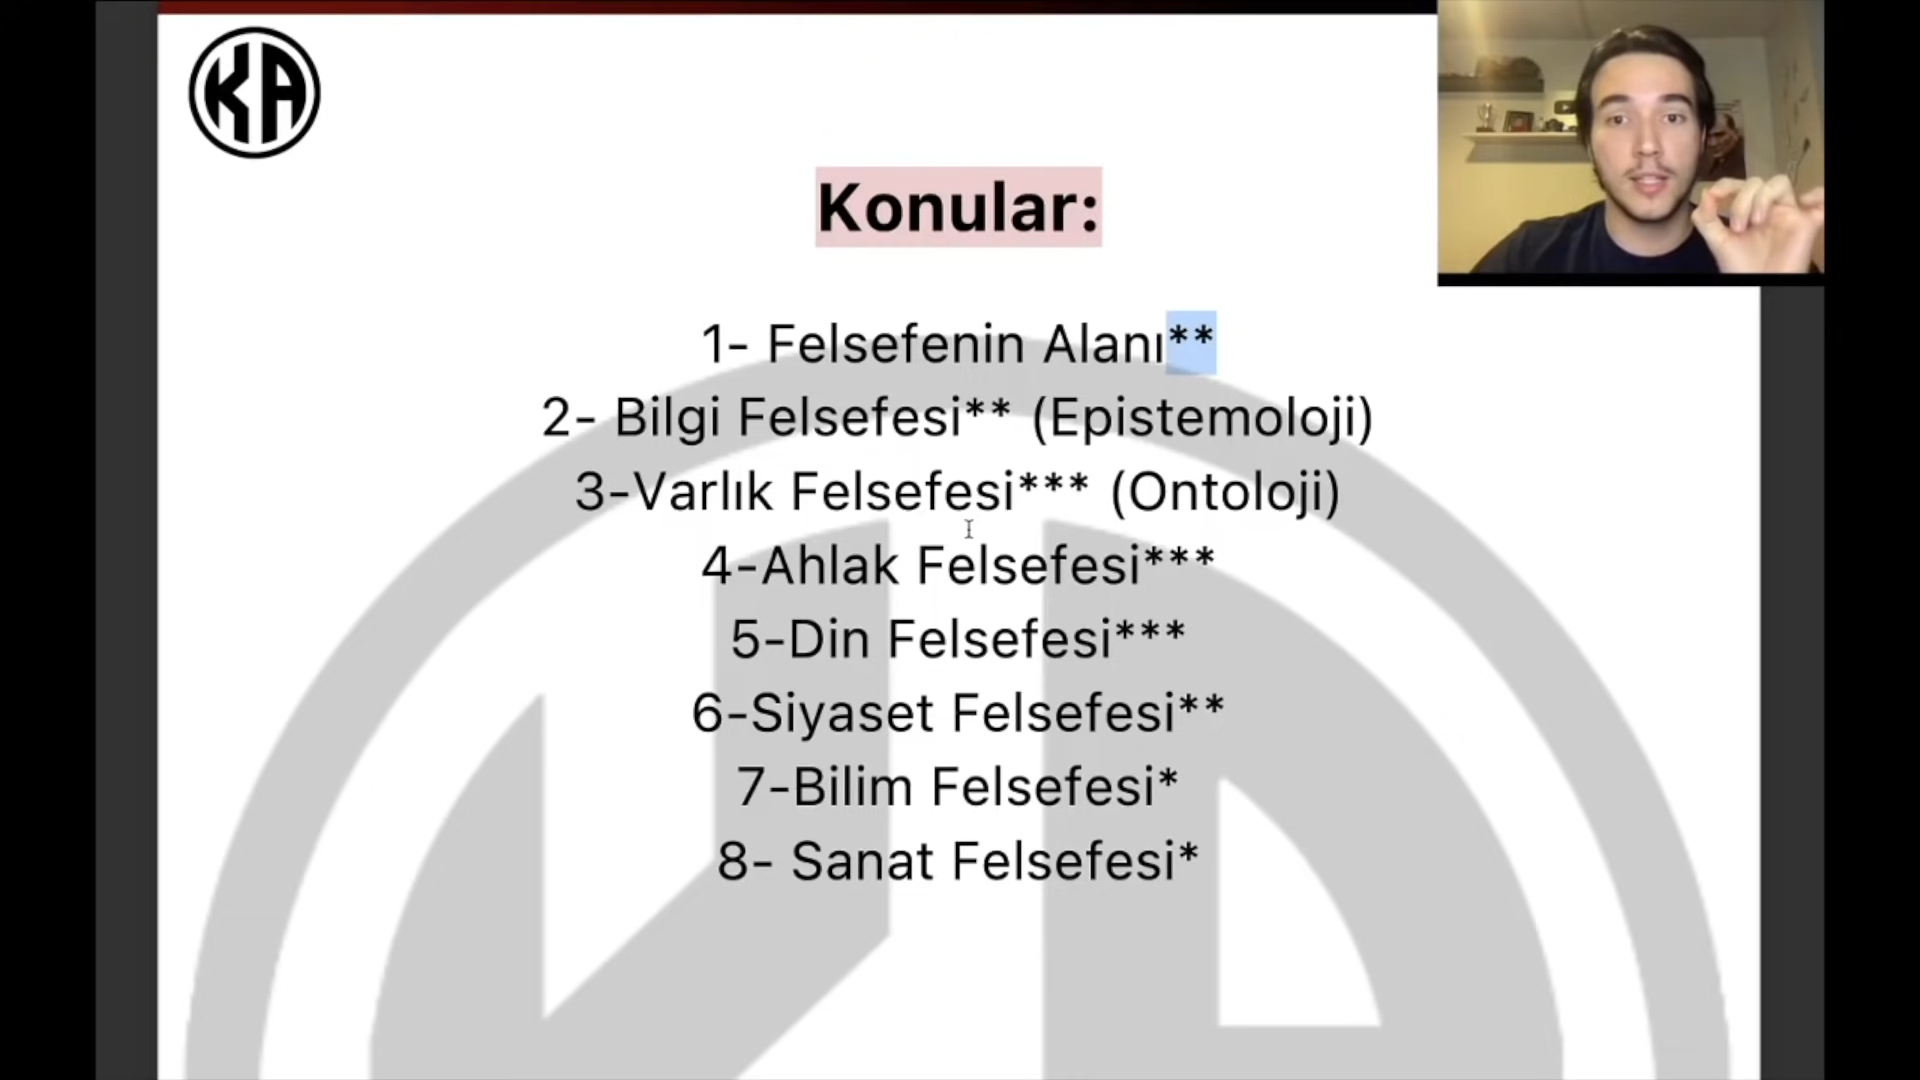 KA
Konular:
1- Felsefenin Alanı**
2- Bilgi Felsefesi** (Epistemoloji)
3-Varlık Felsefesi*** (Ontoloji)
4-Ahlak Felsefesi***
5-Din Felsefesi***
6-Siyaset Felsefesi**
7-Bilim Felsefesi*
8- Sanat Felsefesi*